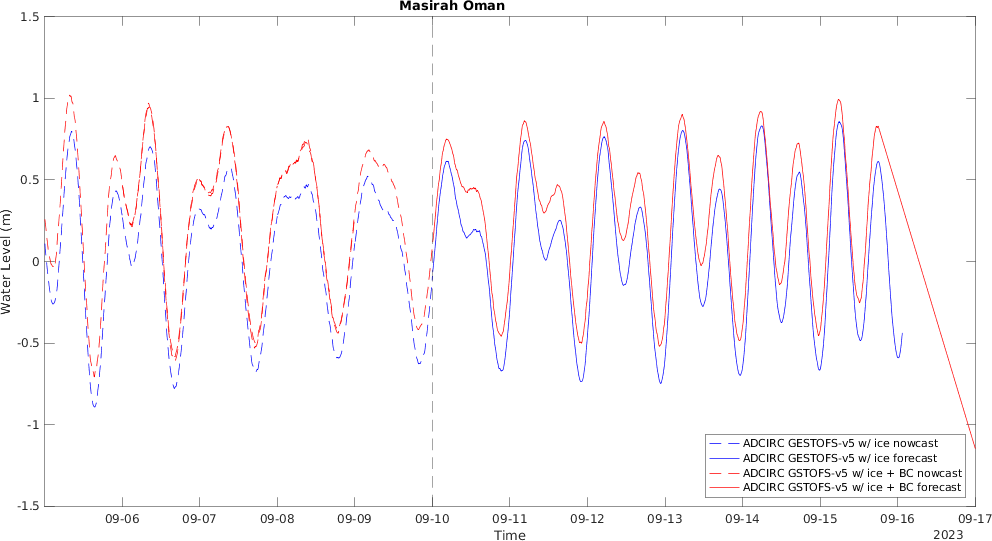 Masirah Oman
1.5
1
0.5
0
-0.5
-1
-1.5
Water Level (m)
ADCIRC GESTOFS-v5 w/ ice nowcast
ADCIRC GESTOFS-v5 w/ ice forecast
ADCIRC GSTOFS-v5 w/ ice + BC nowcast
ADCIRC GSTOFS-v5 w/ ice + BC forecast
09-06 09-07 09-08 09-09 09-10 09-11 09-12 09-13 09-14 09-15 09-16 09-17
Time
2023